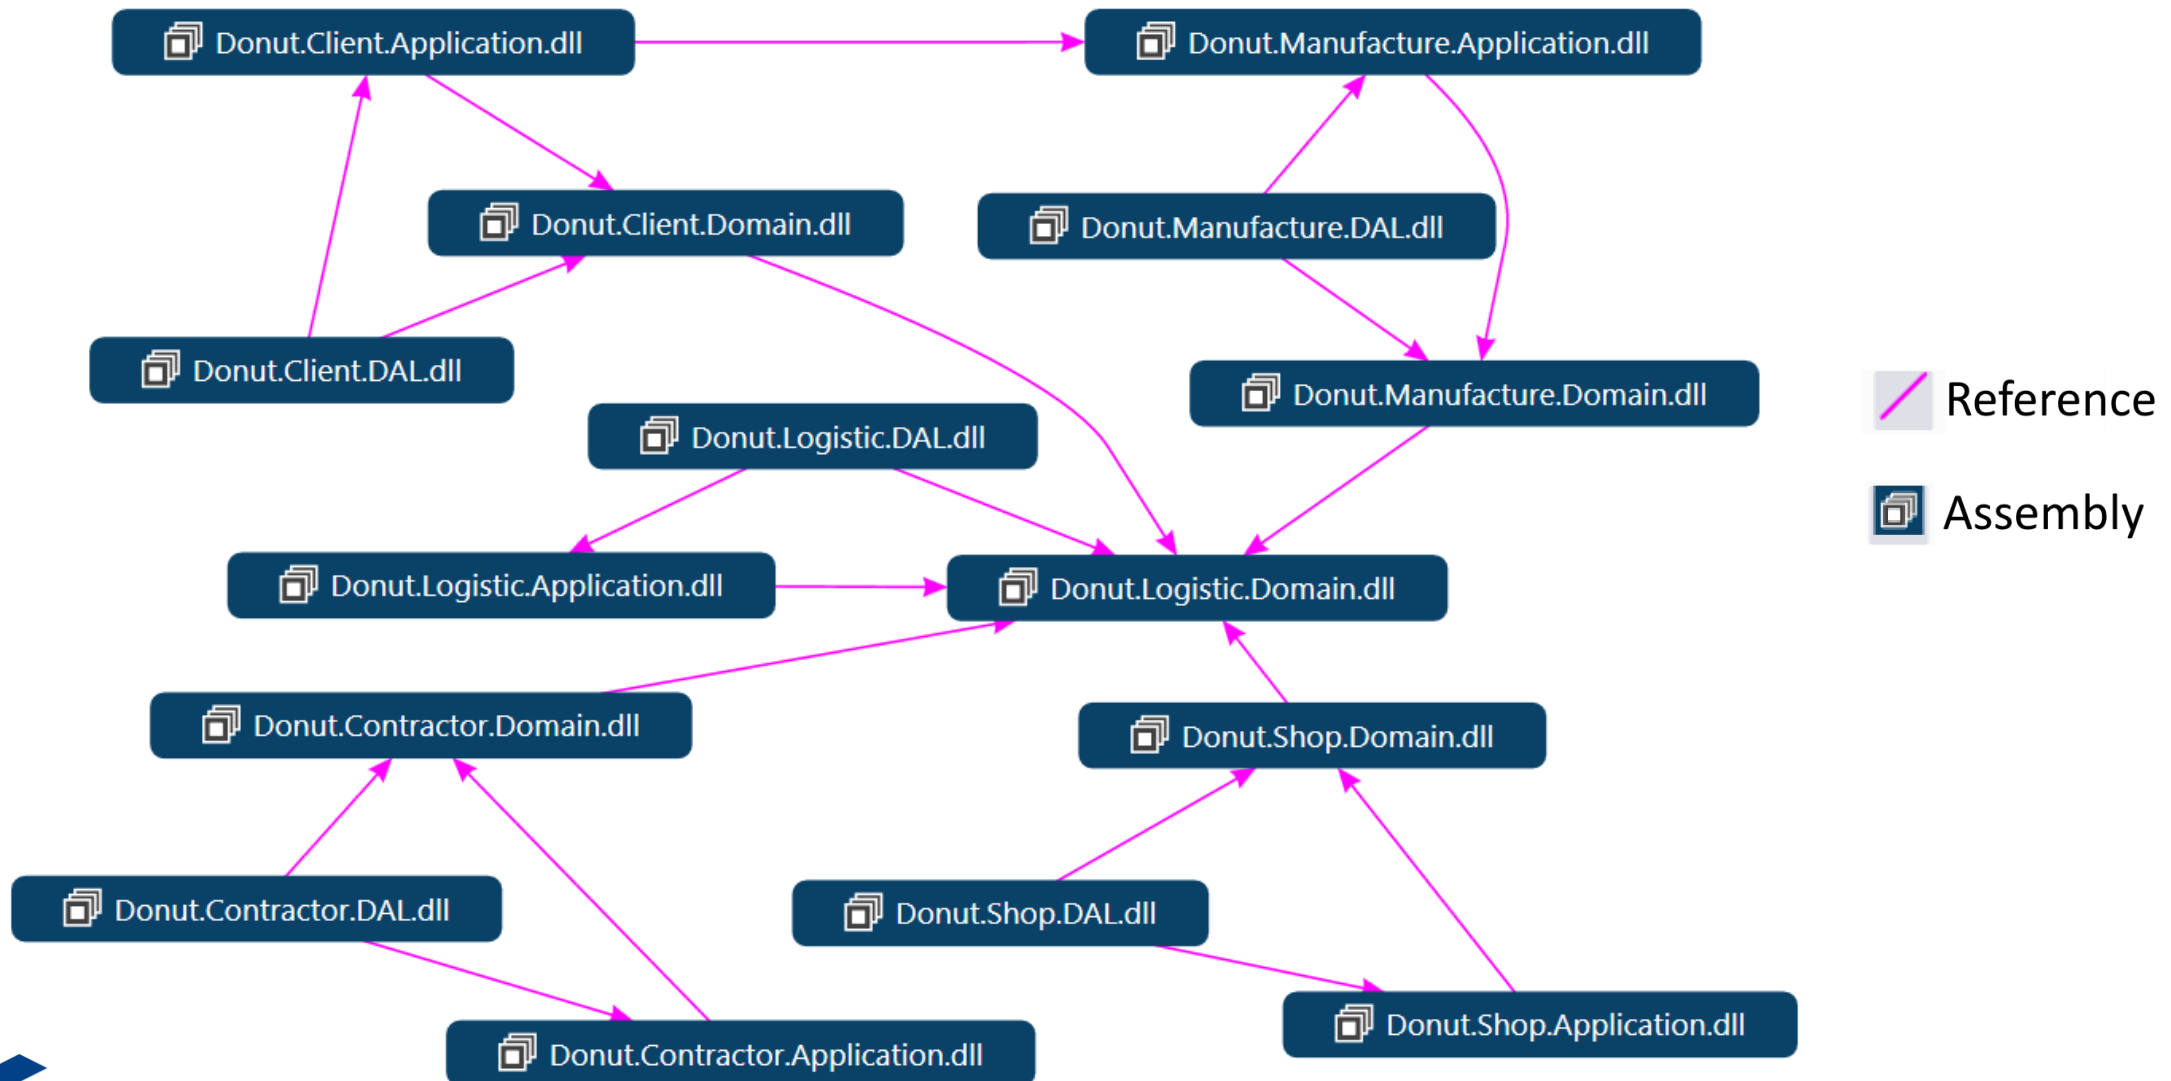 Donut.Client.Application.dll
Donut.Manufacture.Application.dll
Donut.Client.Domain.dll
Donut.Manufacture.DAL.dll
Donut.Client.DAL.dll
Donut.Manufacture.Domain.dll
Reference
Donut.Logistic.DAL.dll
Assembly
Donut.Logistic.Application.dll
Donut.Logistic.Domain.dll
Donut.Contractor.Domain.dll
Donut.Shop.Domain.dll
Donut.Contractor.DAL.dll
Donut.Shop.DAL.dll
Donut.Shop.Application.dll
Donut.Contractor.Application.dll